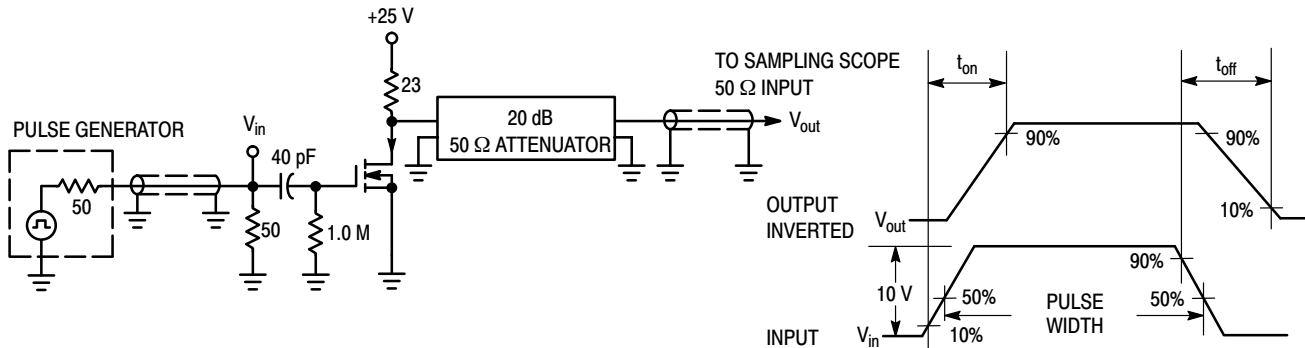 +25 V
23
TO SAMPLING SCOPE
50 Ω INPUT
20 dB
50 Ω ATTENUATOR
V_out
PULSE GENERATOR
V_in
40 pF
50
50
1.0 M
t_on
t_off
90%
90%
10%
OUTPUT
INVERTED
V_out
10 V
90%
50%
PULSE
WIDTH
50%
INPUT
V_in
10%